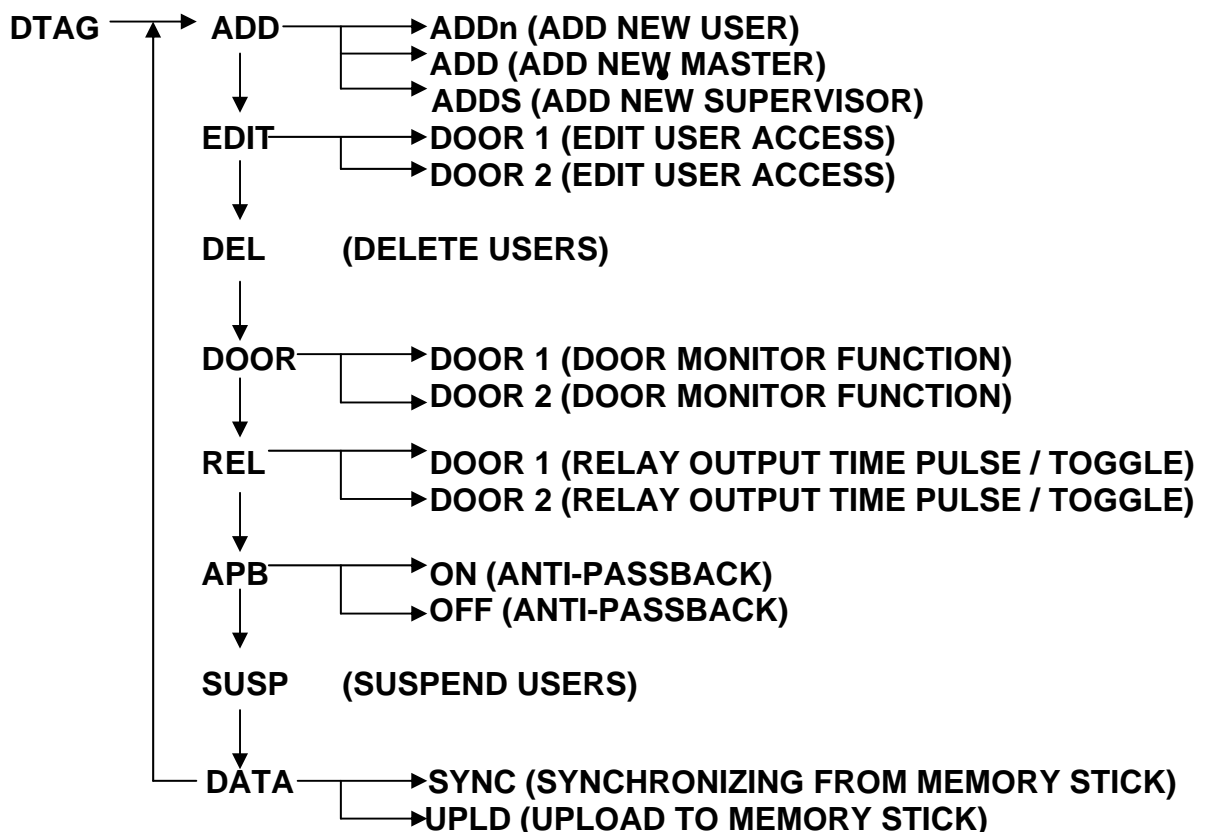 DTAG ADD ADDn (ADD NEW USER)
ADD (ADD NEW MASTER)
ADDS (ADD NEW SUPERVISOR)
EDIT DOOR 1 (EDIT USER ACCESS)
DOOR 2 (EDIT USER ACCESS)
DEL (DELETE USERS)
DOOR DOOR 1 (DOOR MONITOR FUNCTION)
DOOR 2 (DOOR MONITOR FUNCTION)
REL DOOR 1 (RELAY OUTPUT TIME PULSE / TOGGLE)
DOOR 2 (RELAY OUTPUT TIME PULSE / TOGGLE)
APB ON (ANTI-PASSBACK)
OFF (ANTI-PASSBACK)
SUSP (SUSPEND USERS)
DATA SYNC (SYNCHRONIZING FROM MEMORY STICK)
UPLD (UPLOAD TO MEMORY STICK)